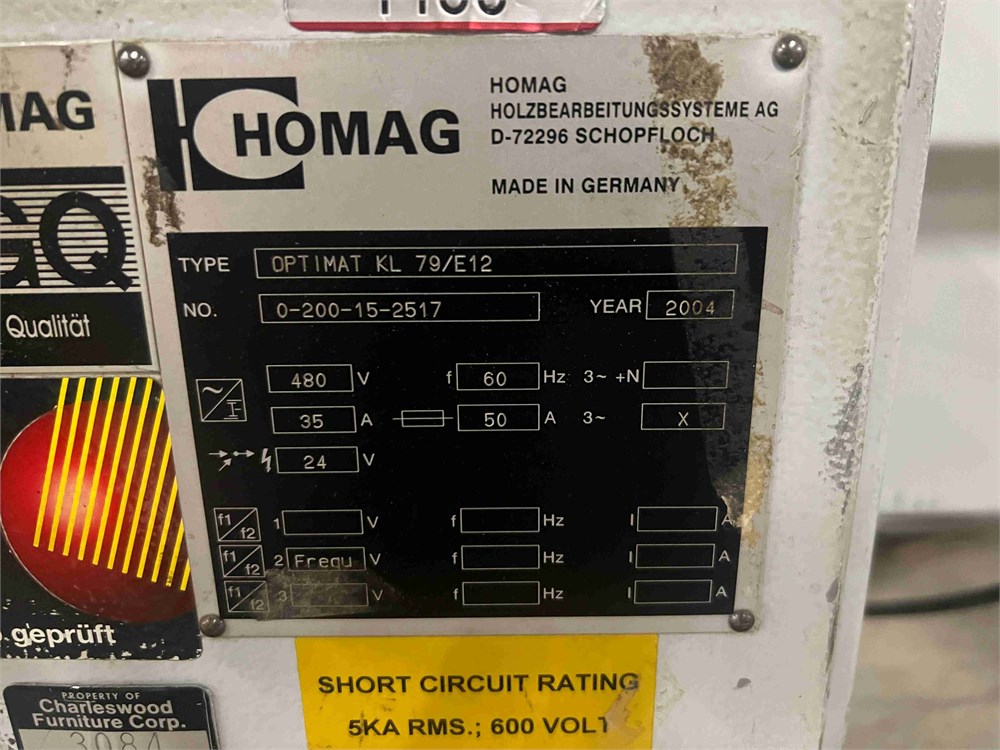 HOMAG
HOMAG
HOLZBEARBEITUNGSSYSTEME AG
D-72296 SCHOPFLOCH
MADE IN GERMANY
TYPE OPTIMAT KL 79/E12
NO. 0-200-15-2517 YEAR 2004
480 V f 60 Hz 3~ +N
35 A 50 A 3~ X
24 V
f1/f2 1 V f Hz I A
f1/f2 2 Frequ V f Hz I A
f1/f2 3 V f Hz I A
MAG
GQ
Qualität
geprüft
PROPERTY OF
Charleswood
Furniture Corp.
3084
SHORT CIRCUIT RATING
5KA RMS.; 600 VOLT